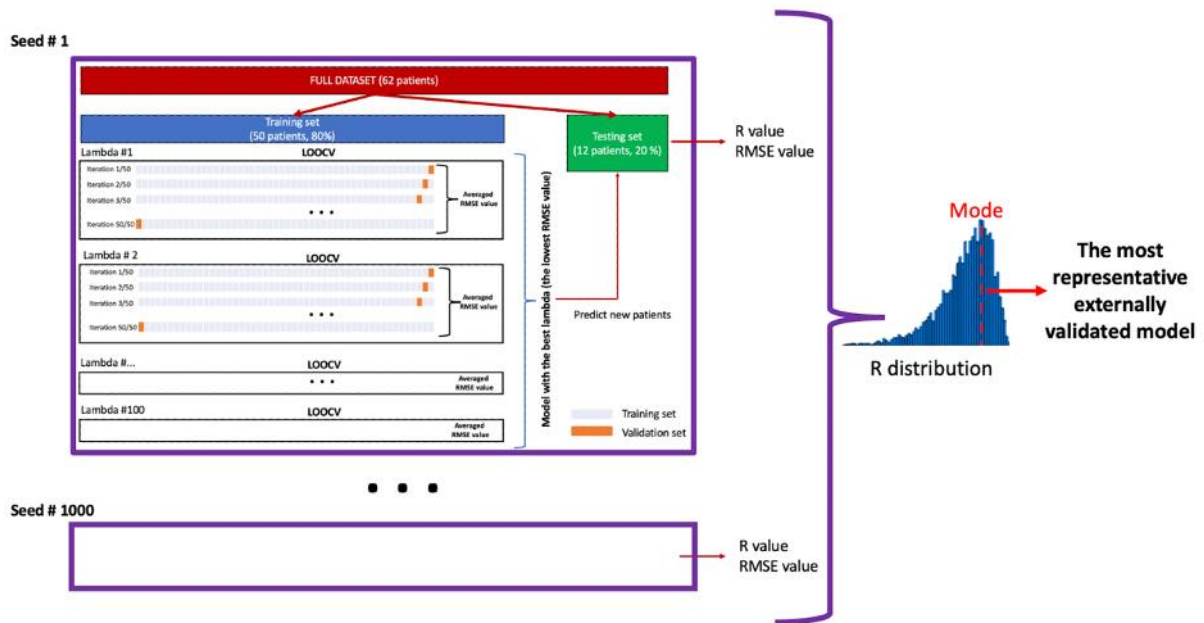 Seed # 1
FULL DATASET (62 patients)
Training set
(50 patients, 80%)
Testing set
(12 patients, 20 %)
R value
RMSE value
Lambda #1
LOOCV
Iteration 1/50
Iteration 2/50
Iteration 3/50
• • •
Iteration 50/50
Averaged
RMSE value
Lambda # 2
LOOCV
Iteration 1/50
Iteration 2/50
Iteration 3/50
• • •
Iteration 50/50
Averaged
RMSE value
Lambda #...
LOOCV
• • •
Averaged
RMSE value
Lambda #100
LOOCV
Averaged
RMSE value
Model with the best lambda (the lowest RMSE value)
Predict new patients
Training set
Validation set
Seed # 1000
R value
RMSE value
Mode
R distribution
The most
representative
externally
validated model